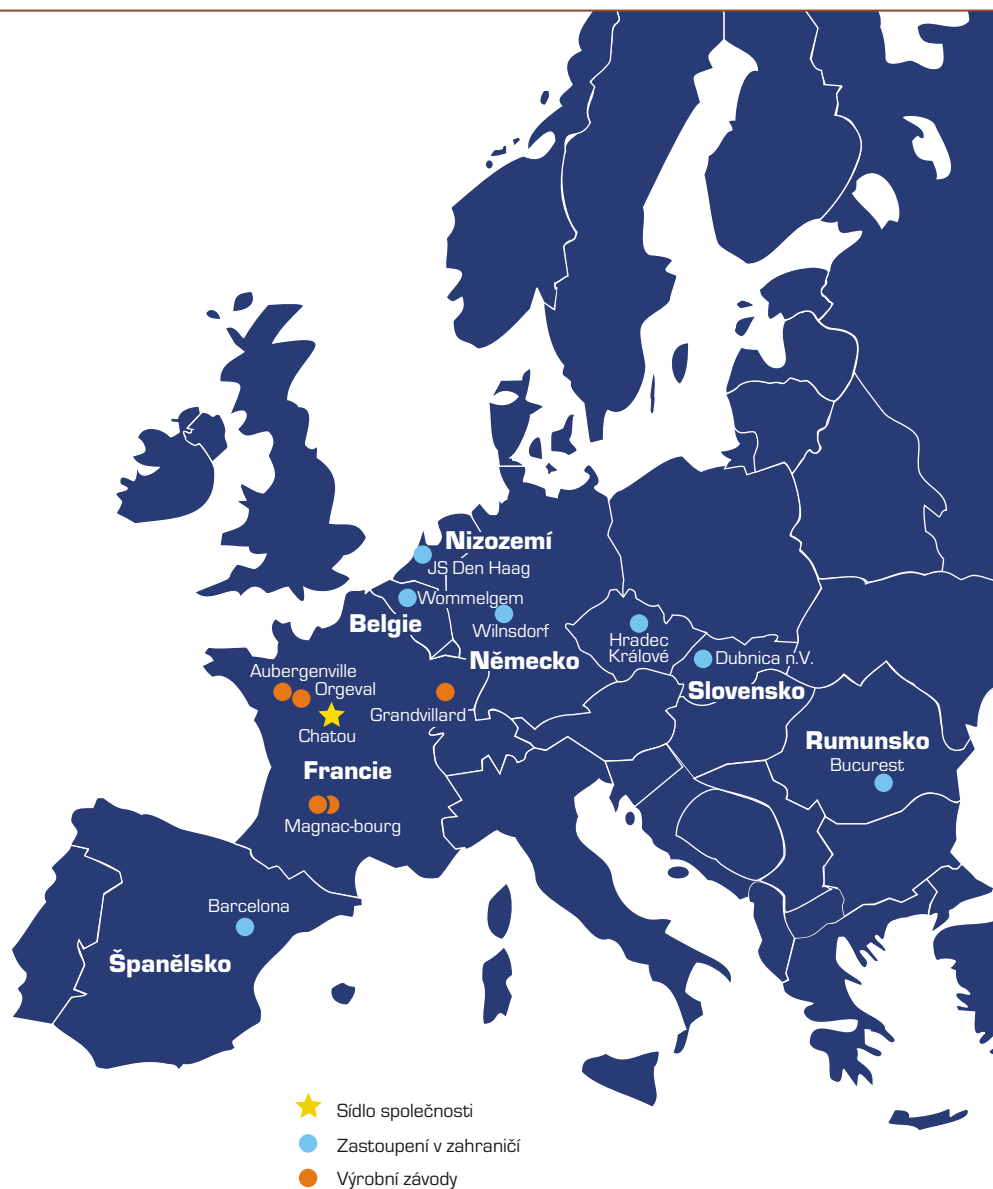 Nizozemí
JS Den Haag
Wommelgem
Belgie
Wilnsdorf
Německo
Hradec
Králové
Dubnica n.V.
Slovensko
Aubergenville
Orgeval
Grandvillard
Chatou
Francie
Rumunsko
Bucurest
Magnac-bourg
Barcelona
Španělsko
Sídlo společnosti
Zastoupení v zahraničí
Výrobní závody